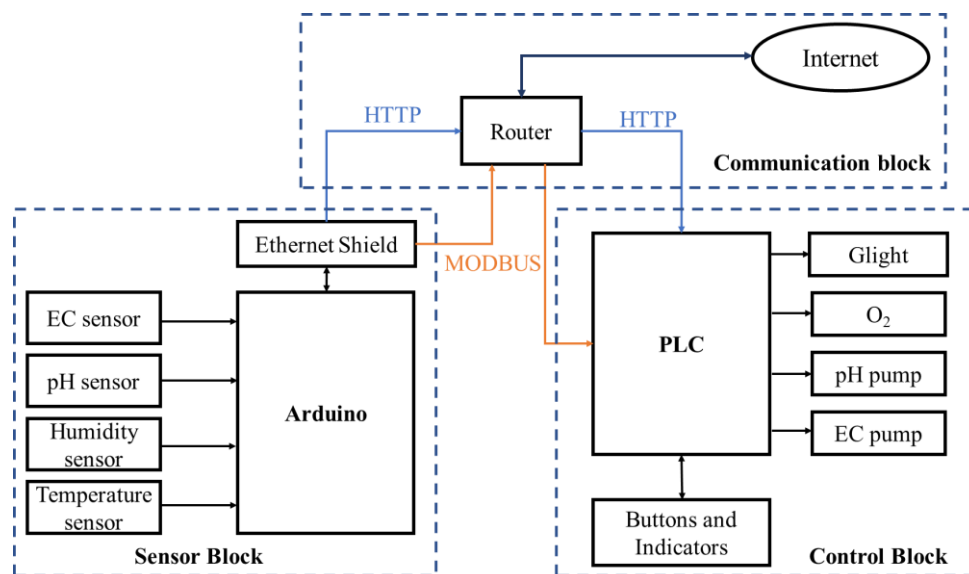 Internet
HTTP
Router
HTTP
Communication block
Ethernet Shield
MODBUS
EC sensor
pH sensor
Humidity
sensor
Temperature
sensor
Arduino
Sensor Block
PLC
Glight
O₂
pH pump
EC pump
Buttons and
Indicators
Control Block